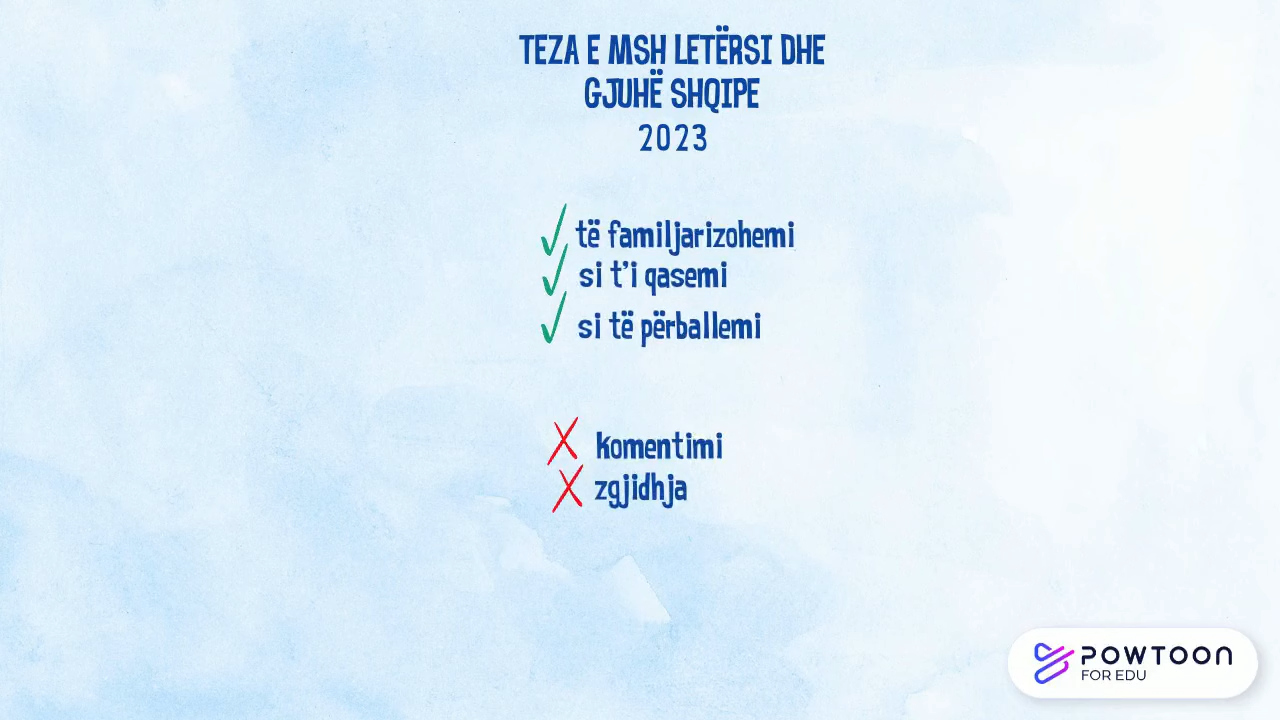 TEZA E MSH LETËRSI DHE
GJUHË SHQIPE
2023
të familjarizohemi
si t'i qasemi
si të përballemi
komentimi
zgjidhja
POWTOON
FOR EDU